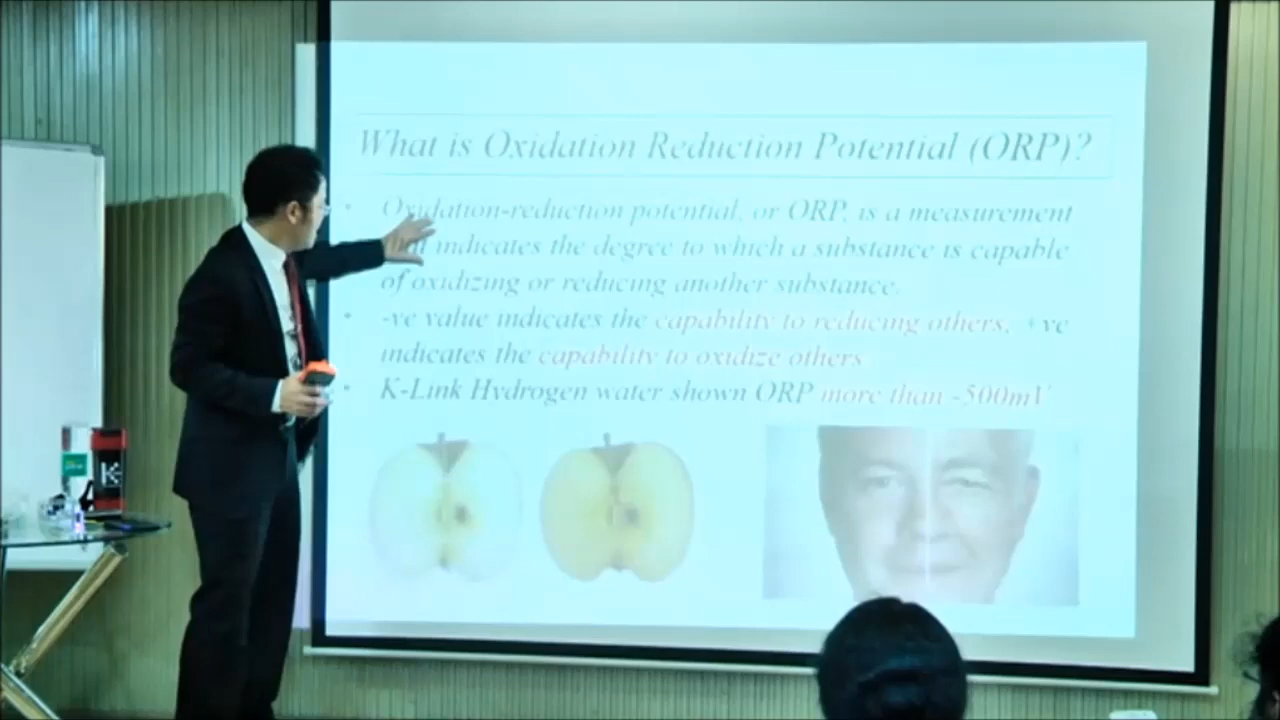 What is Oxidation Reduction Potential (ORP)?
• Oxidation-reduction potential, or ORP, is a measurement
indicates the degree to which a substance is capable
of oxidizing or reducing another substance.
• -ve value indicates the capability to reducing others, +ve
indicates the capability to oxidize others
• K-Link Hydrogen water shown ORP more than -500mV
K